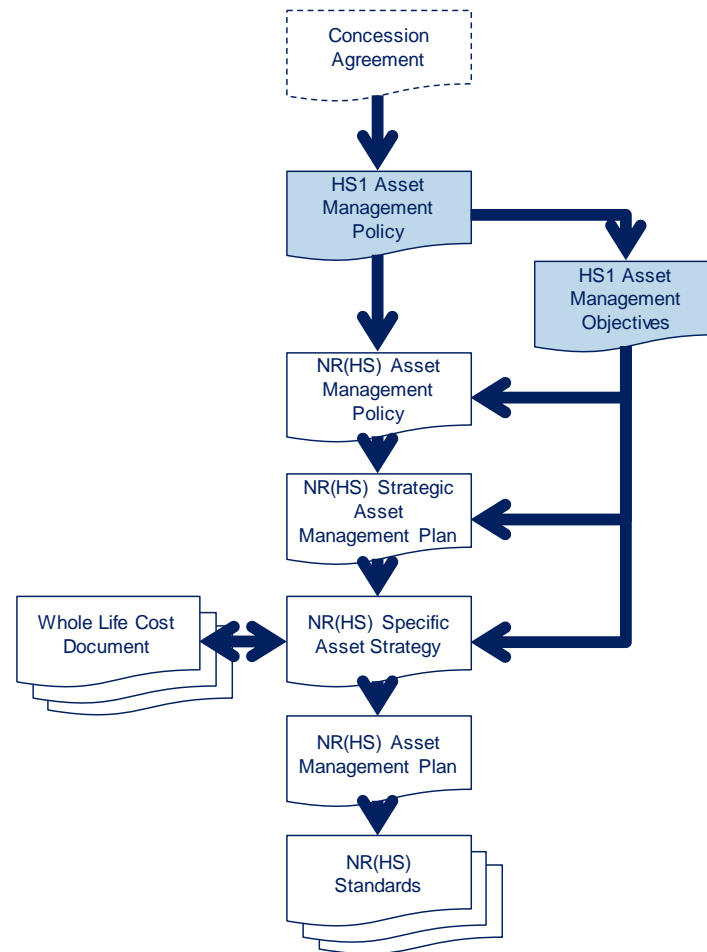 Concession
Agreement
HS1 Asset
Management
Policy
HS1 Asset
Management
Objectives
NR(HS) Asset
Management
Policy
NR(HS) Strategic
Asset
Management Plan
Whole Life Cost
Document
NR(HS) Specific
Asset Strategy
NR(HS) Asset
Management Plan
NR(HS)
Standards